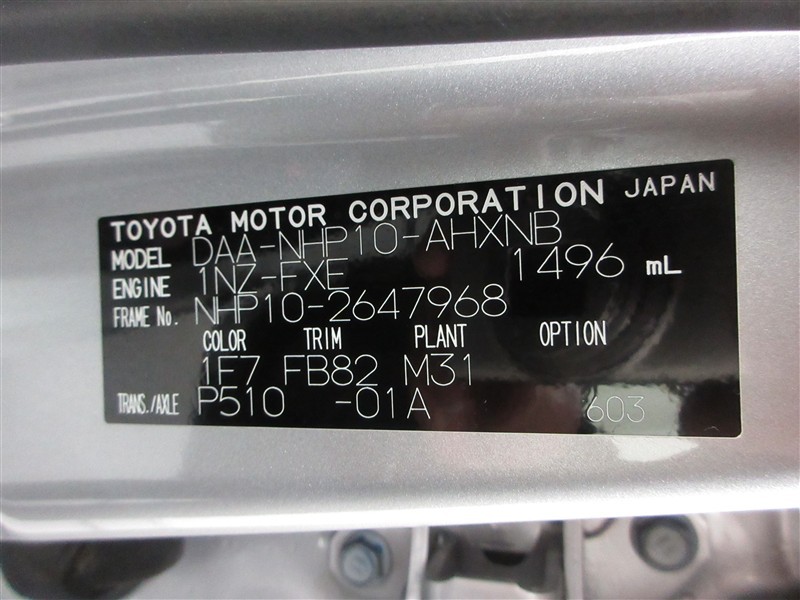 TOYOTA MOTOR CORPORATION JAPAN
MODEL DAA-NHP10-AHXNB
ENGINE 1NZ-FXE 1496 mL
FRAME No. NHP10-2647968
COLOR TRIM PLANT OPTION
1F7 FB82 M31
TRANS./AXLE P510 -01A 603